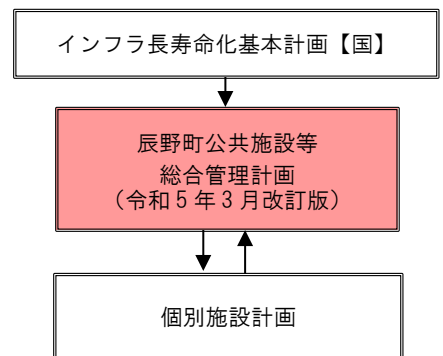 インフラ長寿命化基本計画【国】
辰野町公共施設等
総合管理計画
（令和５年３月改訂版）
個別施設計画